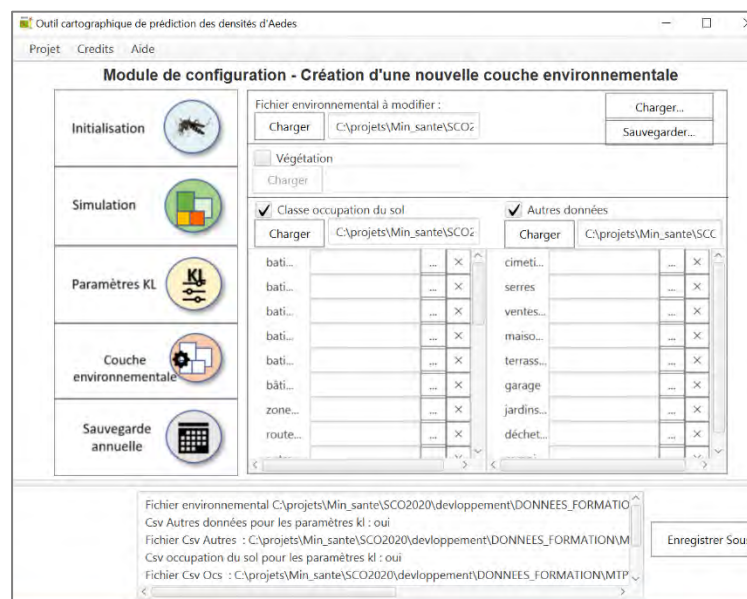 Outil cartographique de prédiction des densités d'Aedes
Projet Credits Aide
Module de configuration - Création d'une nouvelle couche environnementale
Initialisation
Simulation
Paramètres KL
KL
Couche
environnementale
Sauvegarde
annuelle
Fichier environnemental à modifier :
Charger C:\projets\Min_sante\SCO2
Charger...
Sauvegarder...
Végétation
Charger
Classe occupation du sol
Charger C:\projets\Min_sante\SCO2
bati... ... ×
bati... ... ×
bati... ... ×
bati... ... ×
bati... ... ×
bâti... ... ×
zone... ... ×
route... ... ×
Autres données
Charger C:\projets\Min_sante\SCC
cimeti... ... ×
serres ... ×
ventes... ... ×
maiso... ... ×
terrass... ... ×
garage ... ×
jardins... ... ×
déchet... ... ×
Fichier environnemental C:\projets\Min_sante\SCO2020\devloppement\DONNEES_FORMATIO
Csv Autres données pour les paramètres kl : oui
Fichier Csv Autres : C:\projets\Min_sante\SCO2020\devloppement\DONNEES_FORMATION\M
Csv occupation du sol pour les paramètres kl : oui
Fichier Csv Ocs : C:\projets\Min_sante\SCO2020\devloppement\DONNEES_FORMATION\MTP
Enregistrer Sous